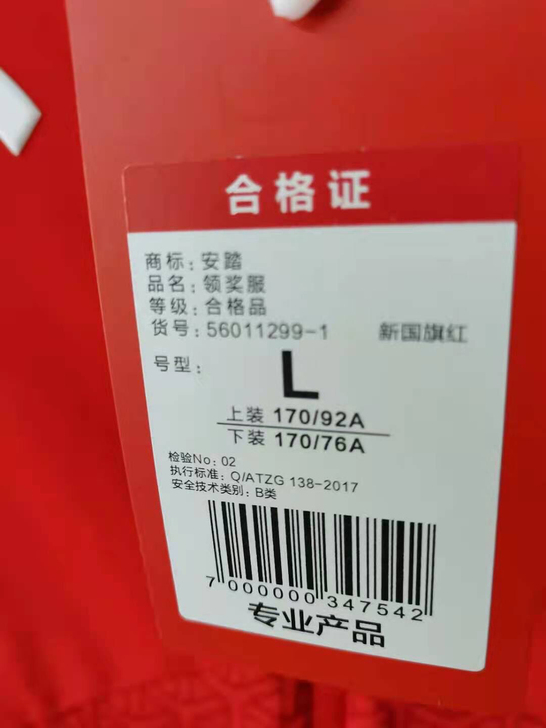 合格证
商标：安踏
品名：领奖服
等级：合格品
货号：56011299-1 新国旗红
号型：
L
上装 170/92A
下装 170/76A
检验No：02
执行标准：Q/ATZG 138-2017
安全技术类别：B类
7 000000 347542
专业产品